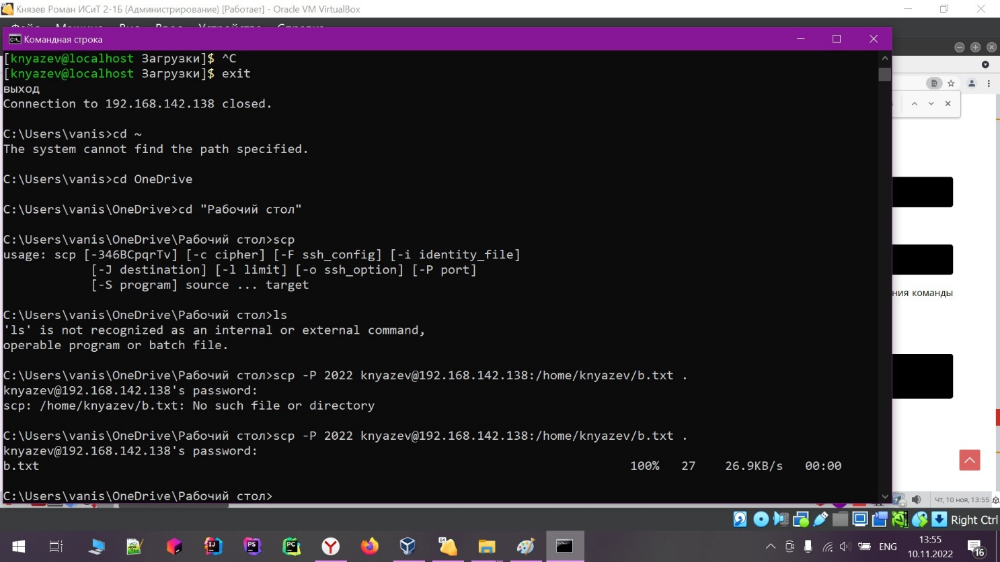 Князев Роман ИСиТ 2-1Б (Администрирование) [Работает] - Oracle VM VirtualBox
Командная строка
[knyazev@localhost Загрузки]$ ^C
[knyazev@localhost Загрузки]$ exit
выход
Connection to 192.168.142.138 closed.
C:\Users\vanis>cd ~
The system cannot find the path specified.
C:\Users\vanis>cd OneDrive
C:\Users\vanis\OneDrive>cd "Рабочий стол"
C:\Users\vanis\OneDrive\Рабочий стол>scp
usage: scp [-346BCpqrTv] [-c cipher] [-F ssh_config] [-i identity_file]
[-J destination] [-l limit] [-o ssh_option] [-P port]
[-S program] source ... target
C:\Users\vanis\OneDrive\Рабочий стол>ls
'ls' is not recognized as an internal or external command,
operable program or batch file.
C:\Users\vanis\OneDrive\Рабочий стол>scp -P 2022 knyazev@192.168.142.138:/home/knyazev/b.txt .
knyazev@192.168.142.138's password:
scp: /home/knyazev/b.txt: No such file or directory
C:\Users\vanis\OneDrive\Рабочий стол>scp -P 2022 knyazev@192.168.142.138:/home/knyazev/b.txt .
knyazev@192.168.142.138's password:
b.txt 100% 27 26.9KB/s 00:00
C:\Users\vanis\OneDrive\Рабочий стол>
ния команды
Чт, 10 ноя, 13:55
Right Ctrl
ENG
13:55
10.11.2022
16